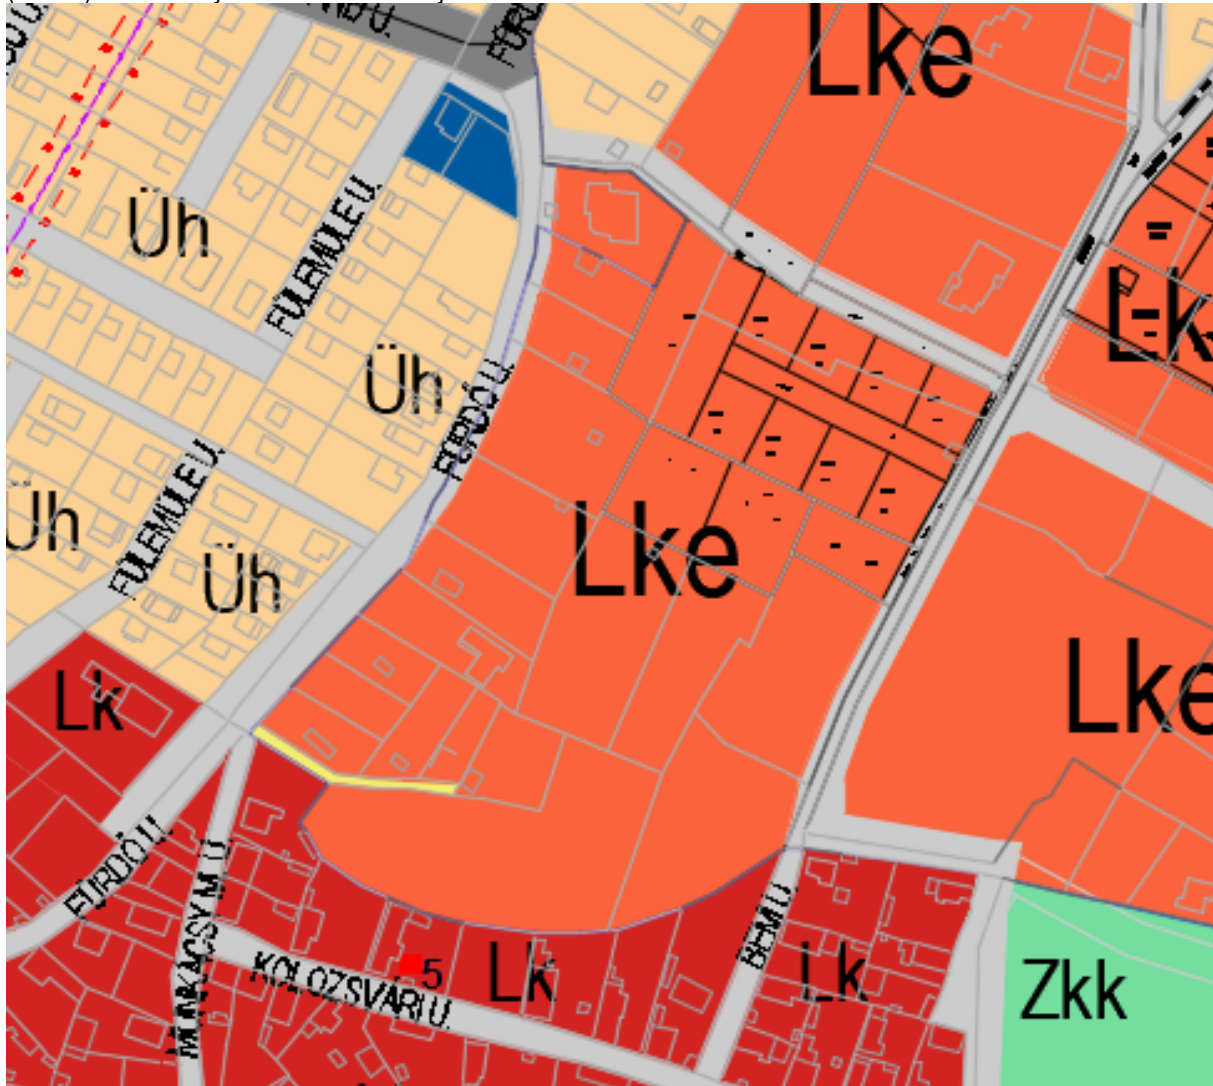 Lke
Üh
FÜLEMÜLE U.
Üh
FÜRDŐ U.
Lk
Üh
FÜLEMÜLE U.
Üh
Lke
Lke
Lk
FÜRDŐ U.
MUNKÁCSY M. U.
KOLOZSVÁRI U.
5
Lk
BEM U.
Lk
Zkk